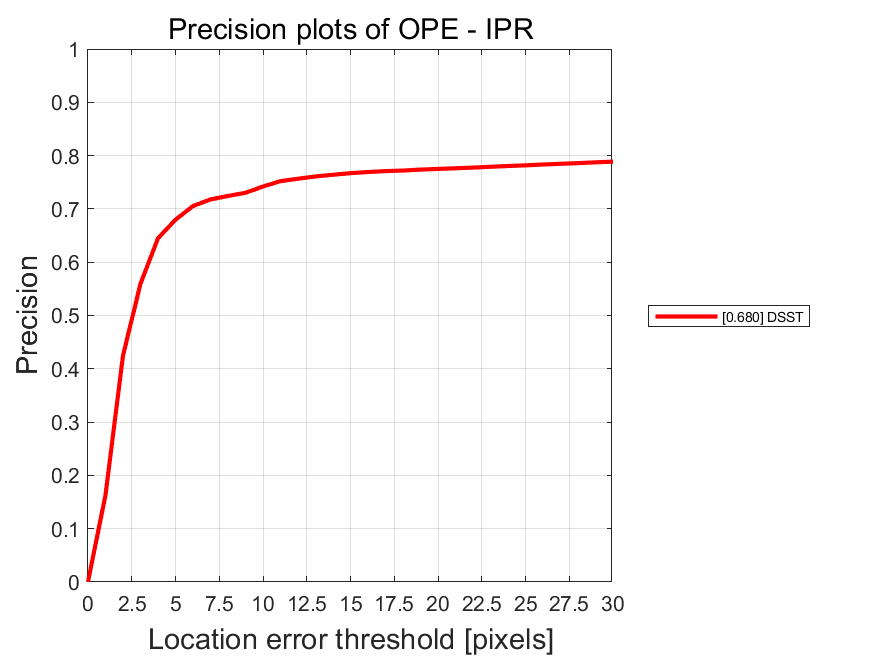 Precision plots of OPE - IPR
1
0.9
0.8
0.7
0.6
0.5
0.4
0.3
0.2
0.1
0
Precision
[0.680] DSST
0 2.5 5 7.5 10 12.5 15 17.5 20 22.5 25 27.5 30
Location error threshold [pixels]